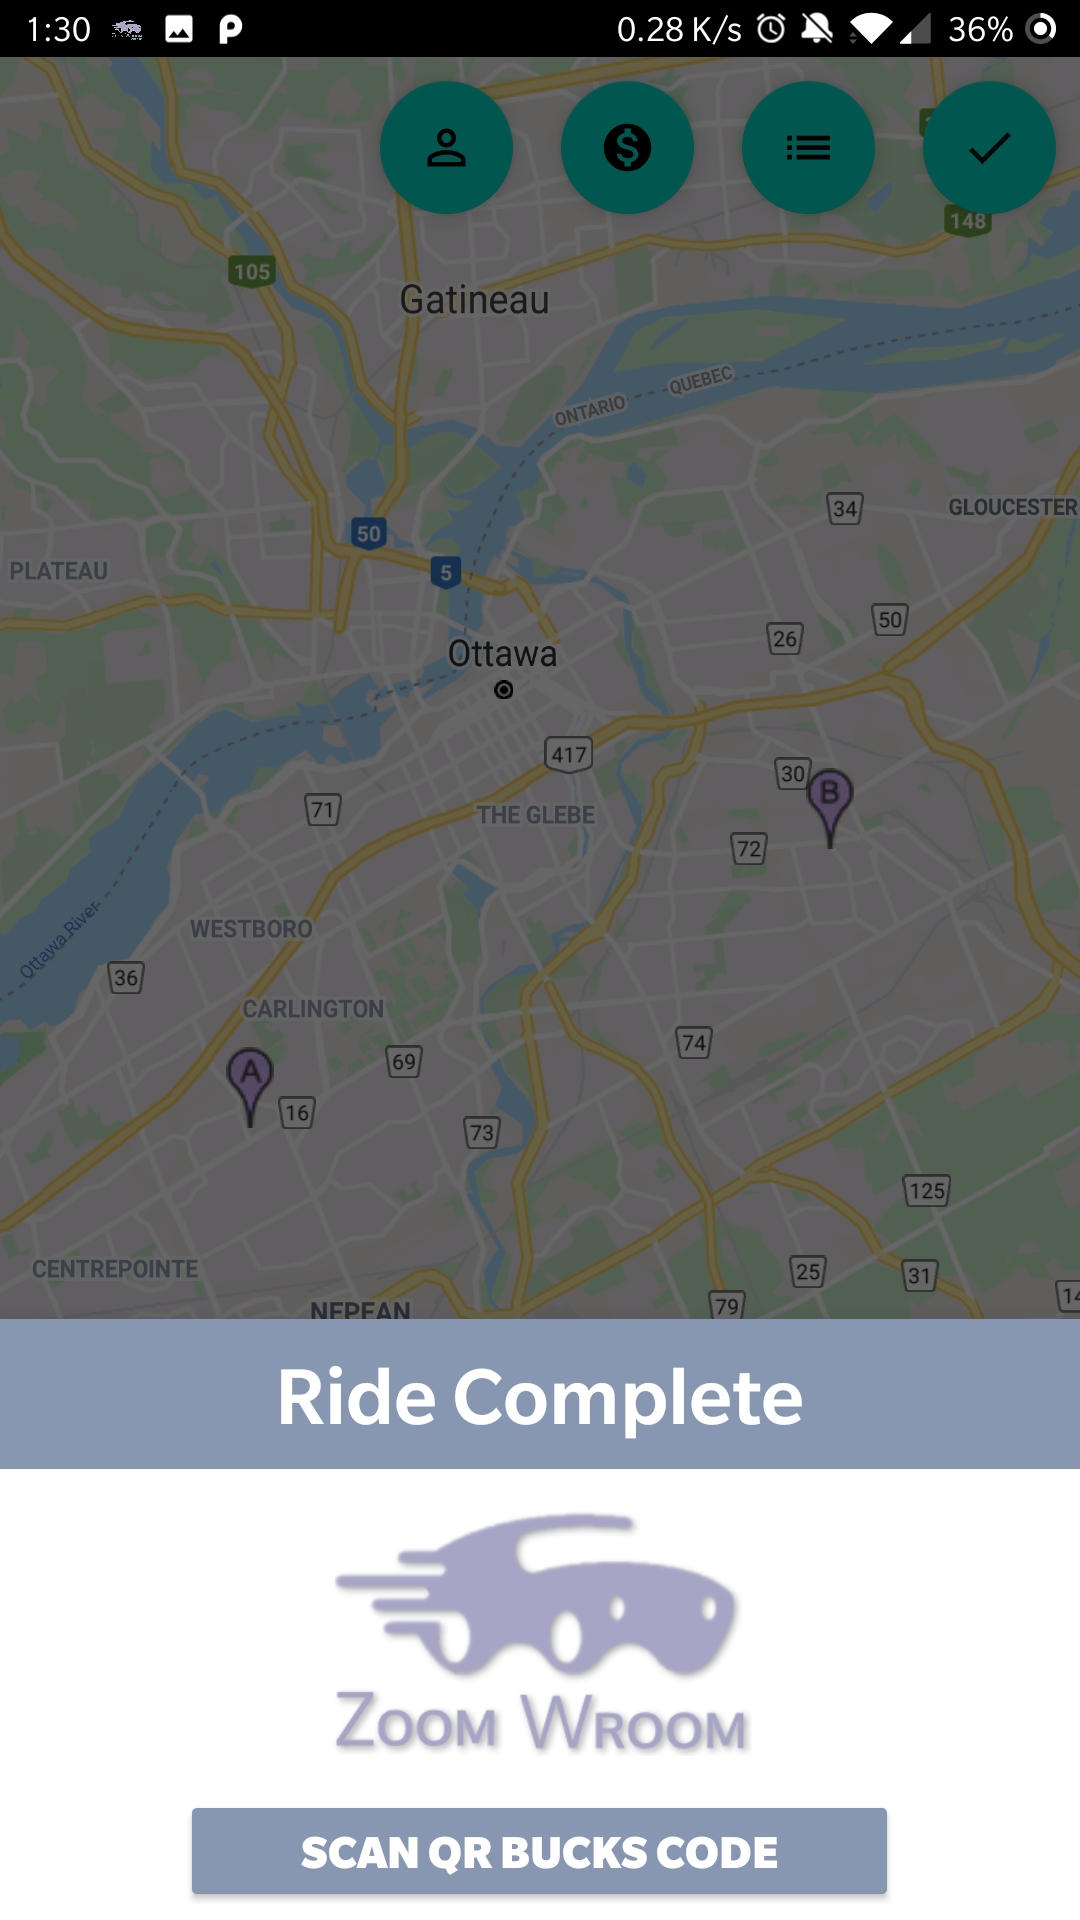 1:30
0.28 K/s
36%
148
105
Gatineau
QUEBEC
ONTARIO
34
GLOUCESTER
50
5
PLATEAU
50
26
Ottawa
417
30
B
71
THE GLEBE
72
Ottawa River
WESTBORO
36
CARLINGTON
74
69
A
16
73
125
CENTREPOINTE
25
31
14
79
NEPEAN
Ride Complete
ZOOM WROOM
SCAN QR BUCKS CODE